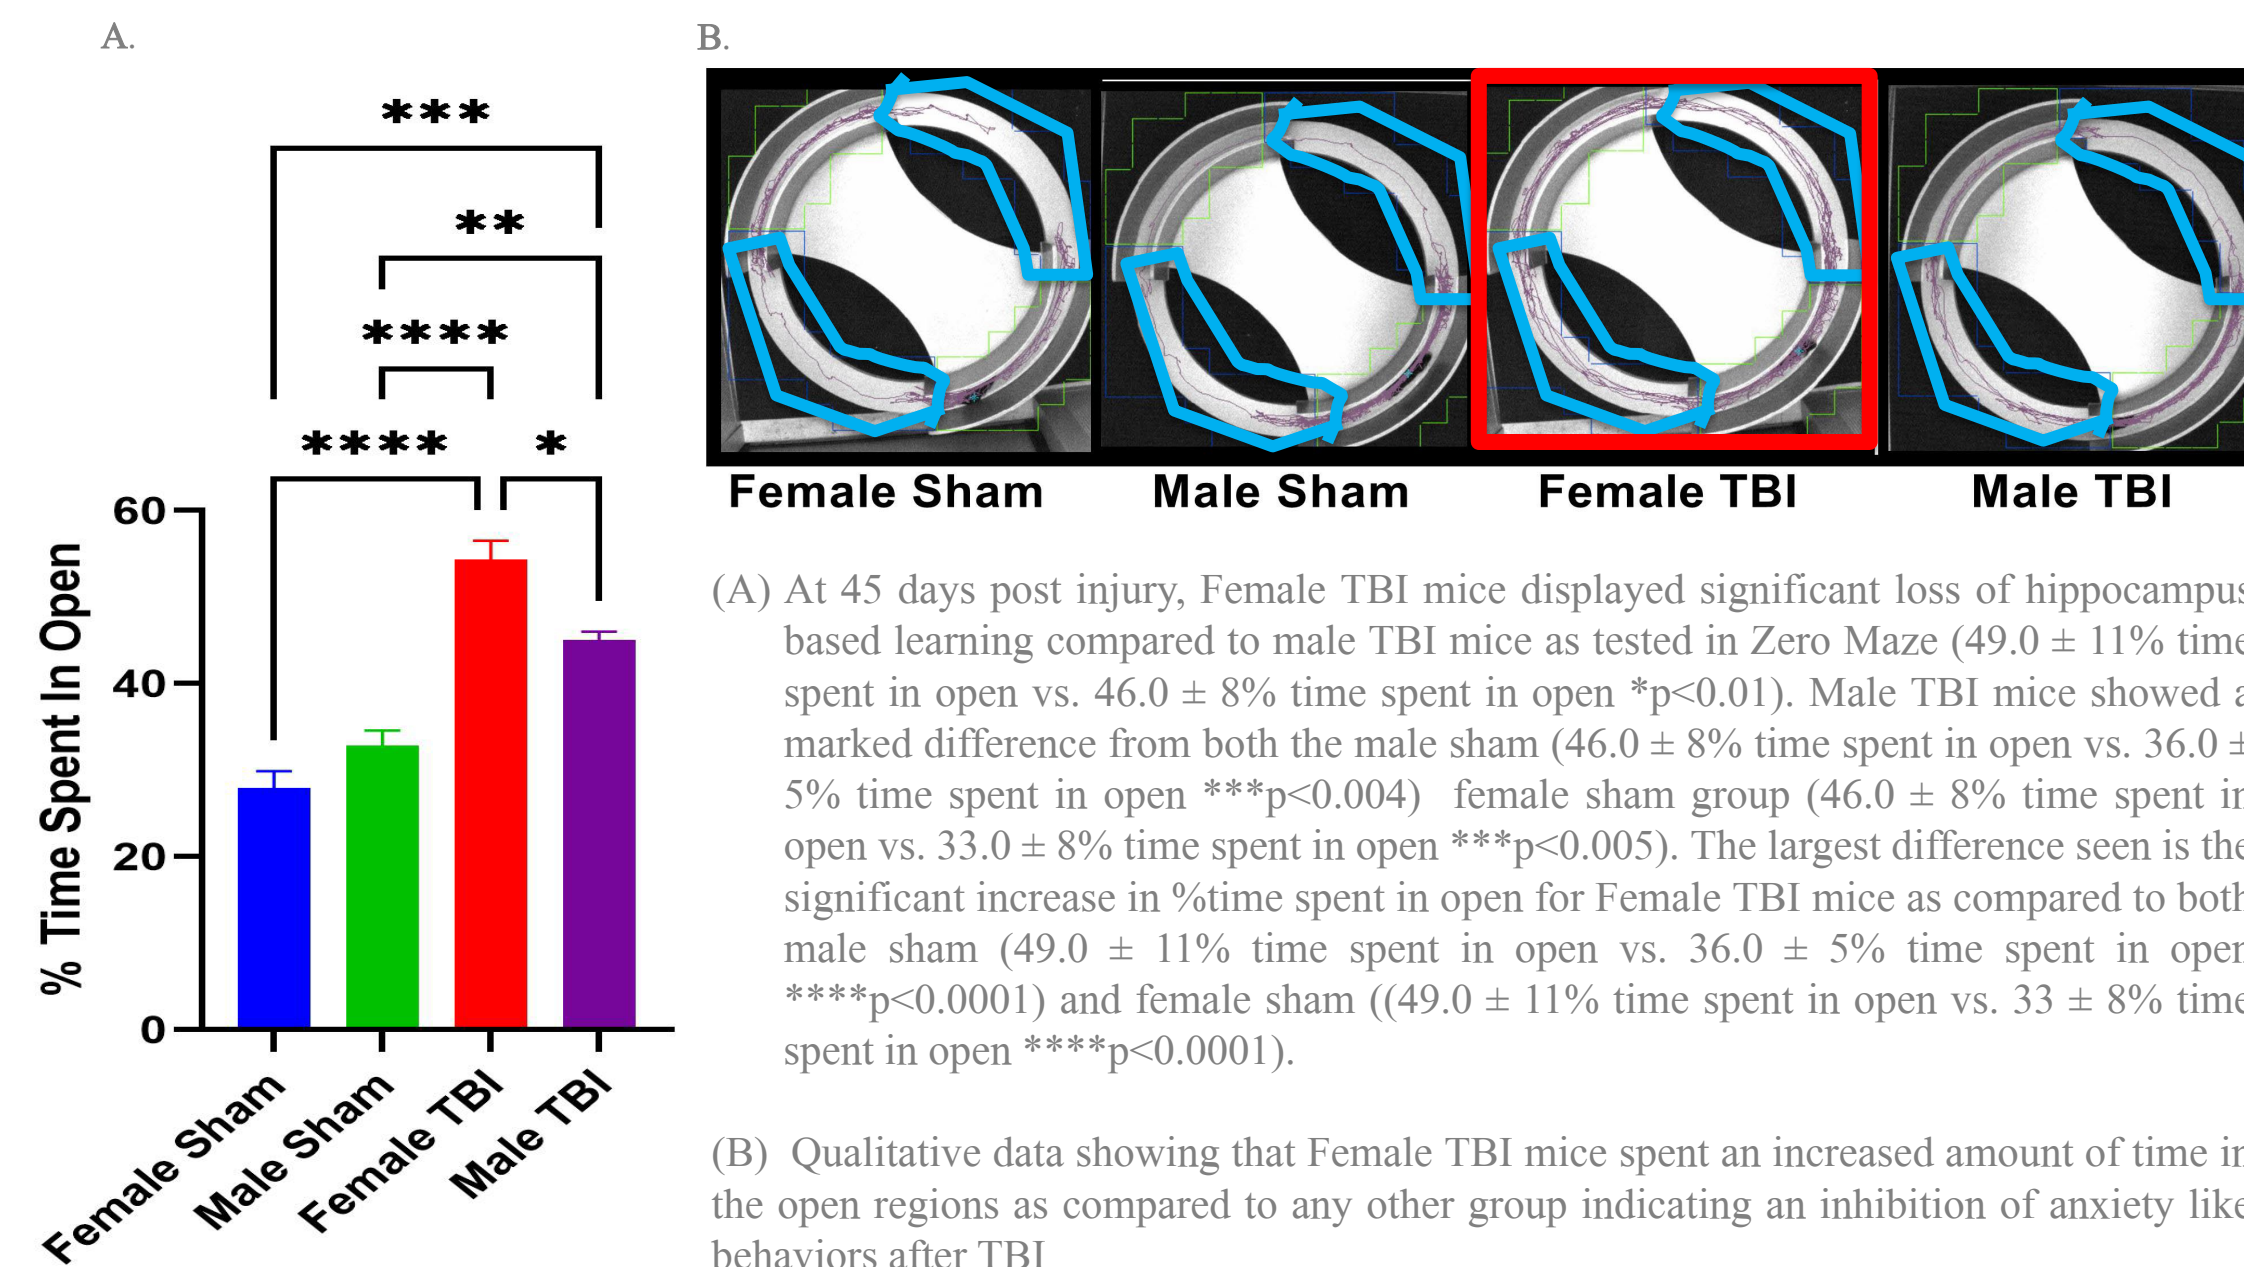 A.
***
**
****
**** *
60
40
20
0
% Time Spent In Open
Female Sham
Male Sham
Female TBI
Male TBI
B.
Female Sham Male Sham Female TBI Male TBI
(A) At 45 days post injury, Female TBI mice displayed significant loss of hippocampus
based learning compared to male TBI mice as tested in Zero Maze (49.0 ± 11% time
spent in open vs. 46.0 ± 8% time spent in open *p<0.01). Male TBI mice showed a
marked difference from both the male sham (46.0 ± 8% time spent in open vs. 36.0 ±
5% time spent in open ***p<0.004) female sham group (46.0 ± 8% time spent in
open vs. 33.0 ± 8% time spent in open ***p<0.005). The largest difference seen is the
significant increase in %time spent in open for Female TBI mice as compared to both
male sham (49.0 ± 11% time spent in open vs. 36.0 ± 5% time spent in open
****p<0.0001) and female sham ((49.0 ± 11% time spent in open vs. 33 ± 8% time
spent in open ****p<0.0001).
(B) Qualitative data showing that Female TBI mice spent an increased amount of time in
the open regions as compared to any other group indicating an inhibition of anxiety like
behaviors after TBI